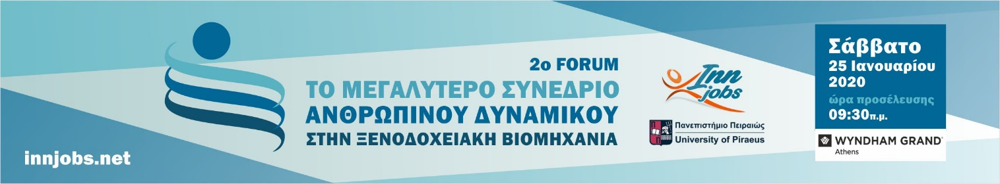 2ο FORUM
ΤΟ ΜΕΓΑΛΥΤΕΡΟ ΣΥΝΕΔΡΙΟ
ΑΝΘΡΩΠΙΝΟΥ ΔΥΝΑΜΙΚΟΥ
ΣΤΗΝ ΞΕΝΟΔΟΧΕΙΑΚΗ ΒΙΟΜΗΧΑΝΙΑ
innjobs.net
Inn
jobs
Πανεπιστήμιο Πειραιώς
University of Piraeus
Σάββατο
25 Ιανουαρίου
2020
ώρα προσέλευσης
09:30π.μ.
WYNDHAM GRAND
Athens